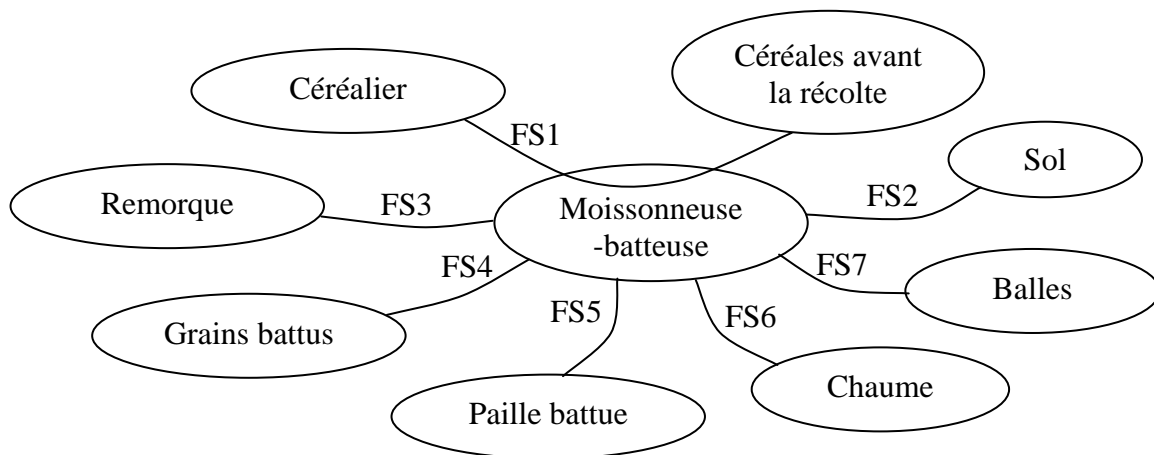 Céréalier
Céréales avant
la récolte
FS1
Sol
Remorque
FS3
Moissonneuse
-batteuse
FS2
FS4
FS7
Grains battus
FS5
FS6
Balles
Paille battue
Chaume